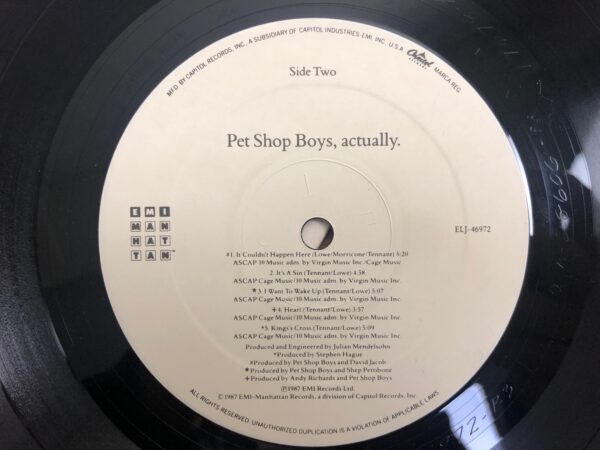 MFD. BY CAPITOL RECORDS, INC., A SUBSIDIARY OF CAPITOL INDUSTRIES-EMI, INC. U.S.A.
Capitol
RECORDS
MARCA REG.
Side Two
Pet Shop Boys, actually.
EMI
MAN
HAT
TAN™
ELJ-46972
#1. It Couldn't Happen Here (Lowe/Morricone/Tennant) 5:20
ASCAP 10 Music adm. by Virgin Music Inc./Cage Music
2. It's A Sin (Tennant/Lowe) 4:58
ASCAP Cage Music/10 Music adm. by Virgin Music Inc.
★3. I Want To Wake Up (Tennant/Lowe) 5:07
ASCAP Cage Music/10 Music adm. by Virgin Music Inc.
+4. Heart (Tennant/Lowe) 3:57
ASCAP Cage Music/10 Music adm. by Virgin Music Inc.
*5. Kings's Cross (Tennant/Lowe) 5:09
ASCAP Cage Music/10 Music adm. by Virgin Music Inc.
Produced and Engineered by Julian Mendelsohn
*Produced by Stephen Hague
#Produced by Pet Shop Boys and David Jacob
★Produced by Pet Shop Boys and Shep Pettibone
+Produced by Andy Richards and Pet Shop Boys
Ⓟ1987 EMI Records Ltd.
© 1987 EMI-Manhattan Records, a division of Capitol Records, Inc.
ALL RIGHTS RESERVED. UNAUTHORIZED DUPLICATION IS A VIOLATION OF APPLICABLE LAWS